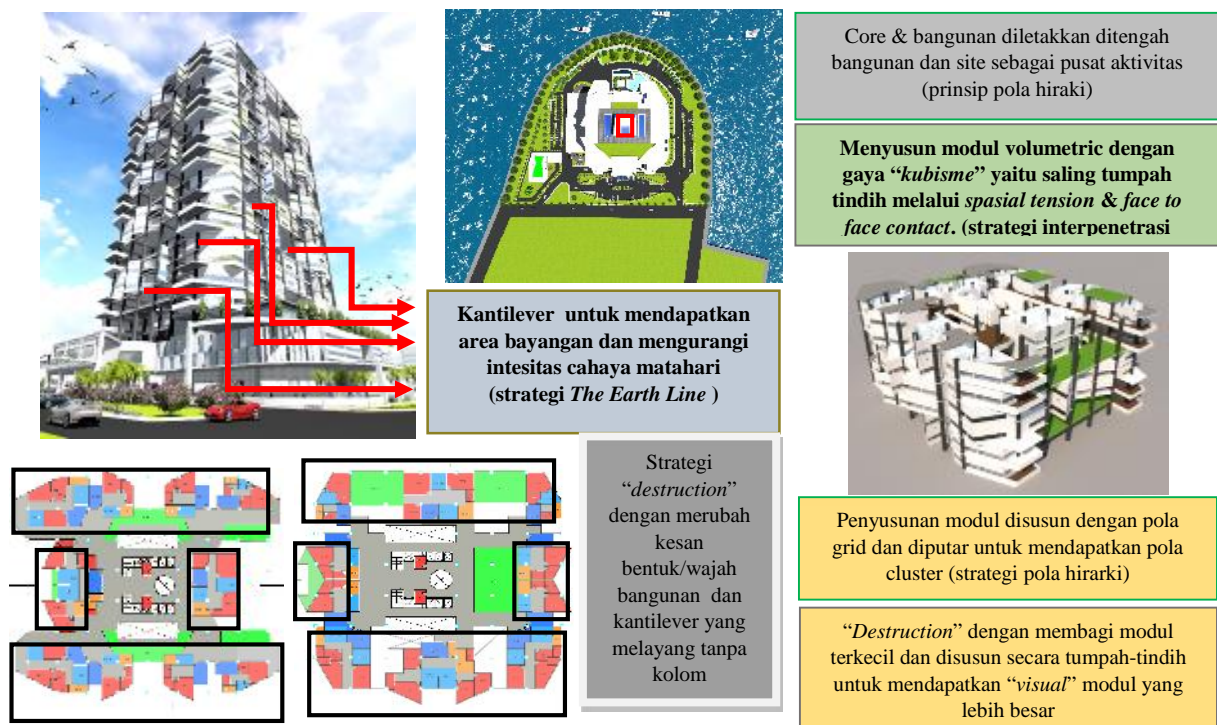 Core & bangunan diletakkan ditengah
bangunan dan site sebagai pusat aktivitas
(prinsip pola hiraki)
Menyusun modul volumetric dengan
gaya “kubisme” yaitu saling tumpah
tindih melalui spasial tension & face to
face contact. (strategi interpenetrasi
Kantilever untuk mendapatkan
area bayangan dan mengurangi
intesitas cahaya matahari
(strategi The Earth Line )
Strategi
“destruction”
dengan merubah
kesan
bentuk/wajah
bangunan dan
kantilever yang
melayang tanpa
kolom
Penyusunan modul disusun dengan pola
grid dan diputar untuk mendapatkan pola
cluster (strategi pola hirarki)
“Destruction” dengan membagi modul
terkecil dan disusun secara tumpah-tindih
untuk mendapatkan “visual” modul yang
lebih besar